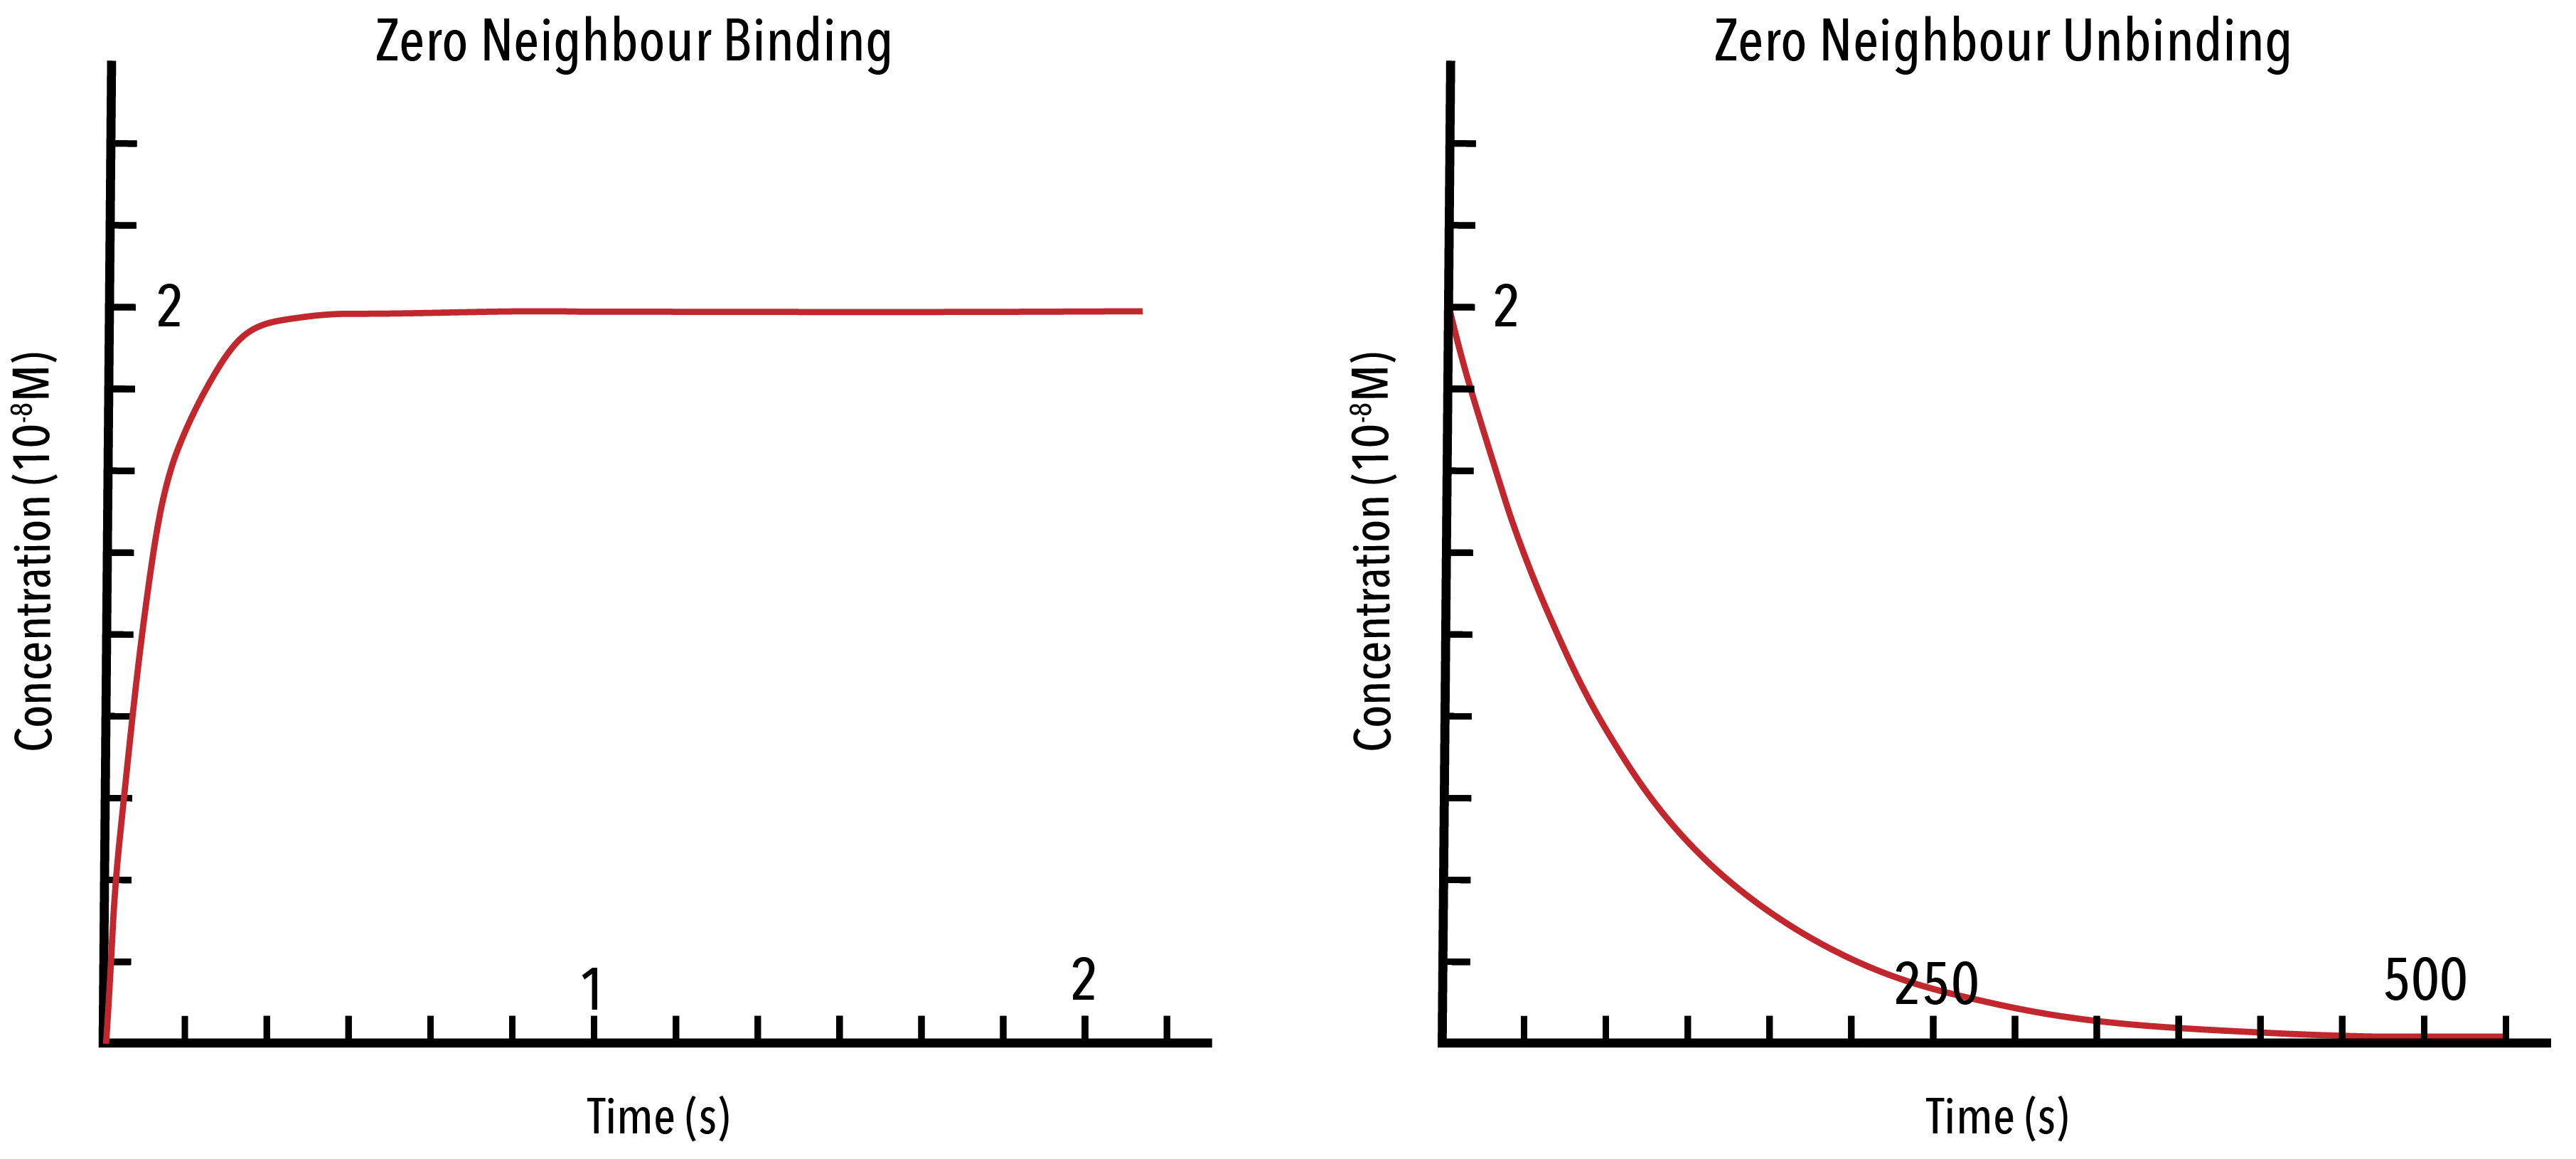 Zero Neighbour Binding
2
Concentration (10⁻⁸M)
1
2
Time (s)
Zero Neighbour Unbinding
2
Concentration (10⁻⁸M)
250
500
Time (s)